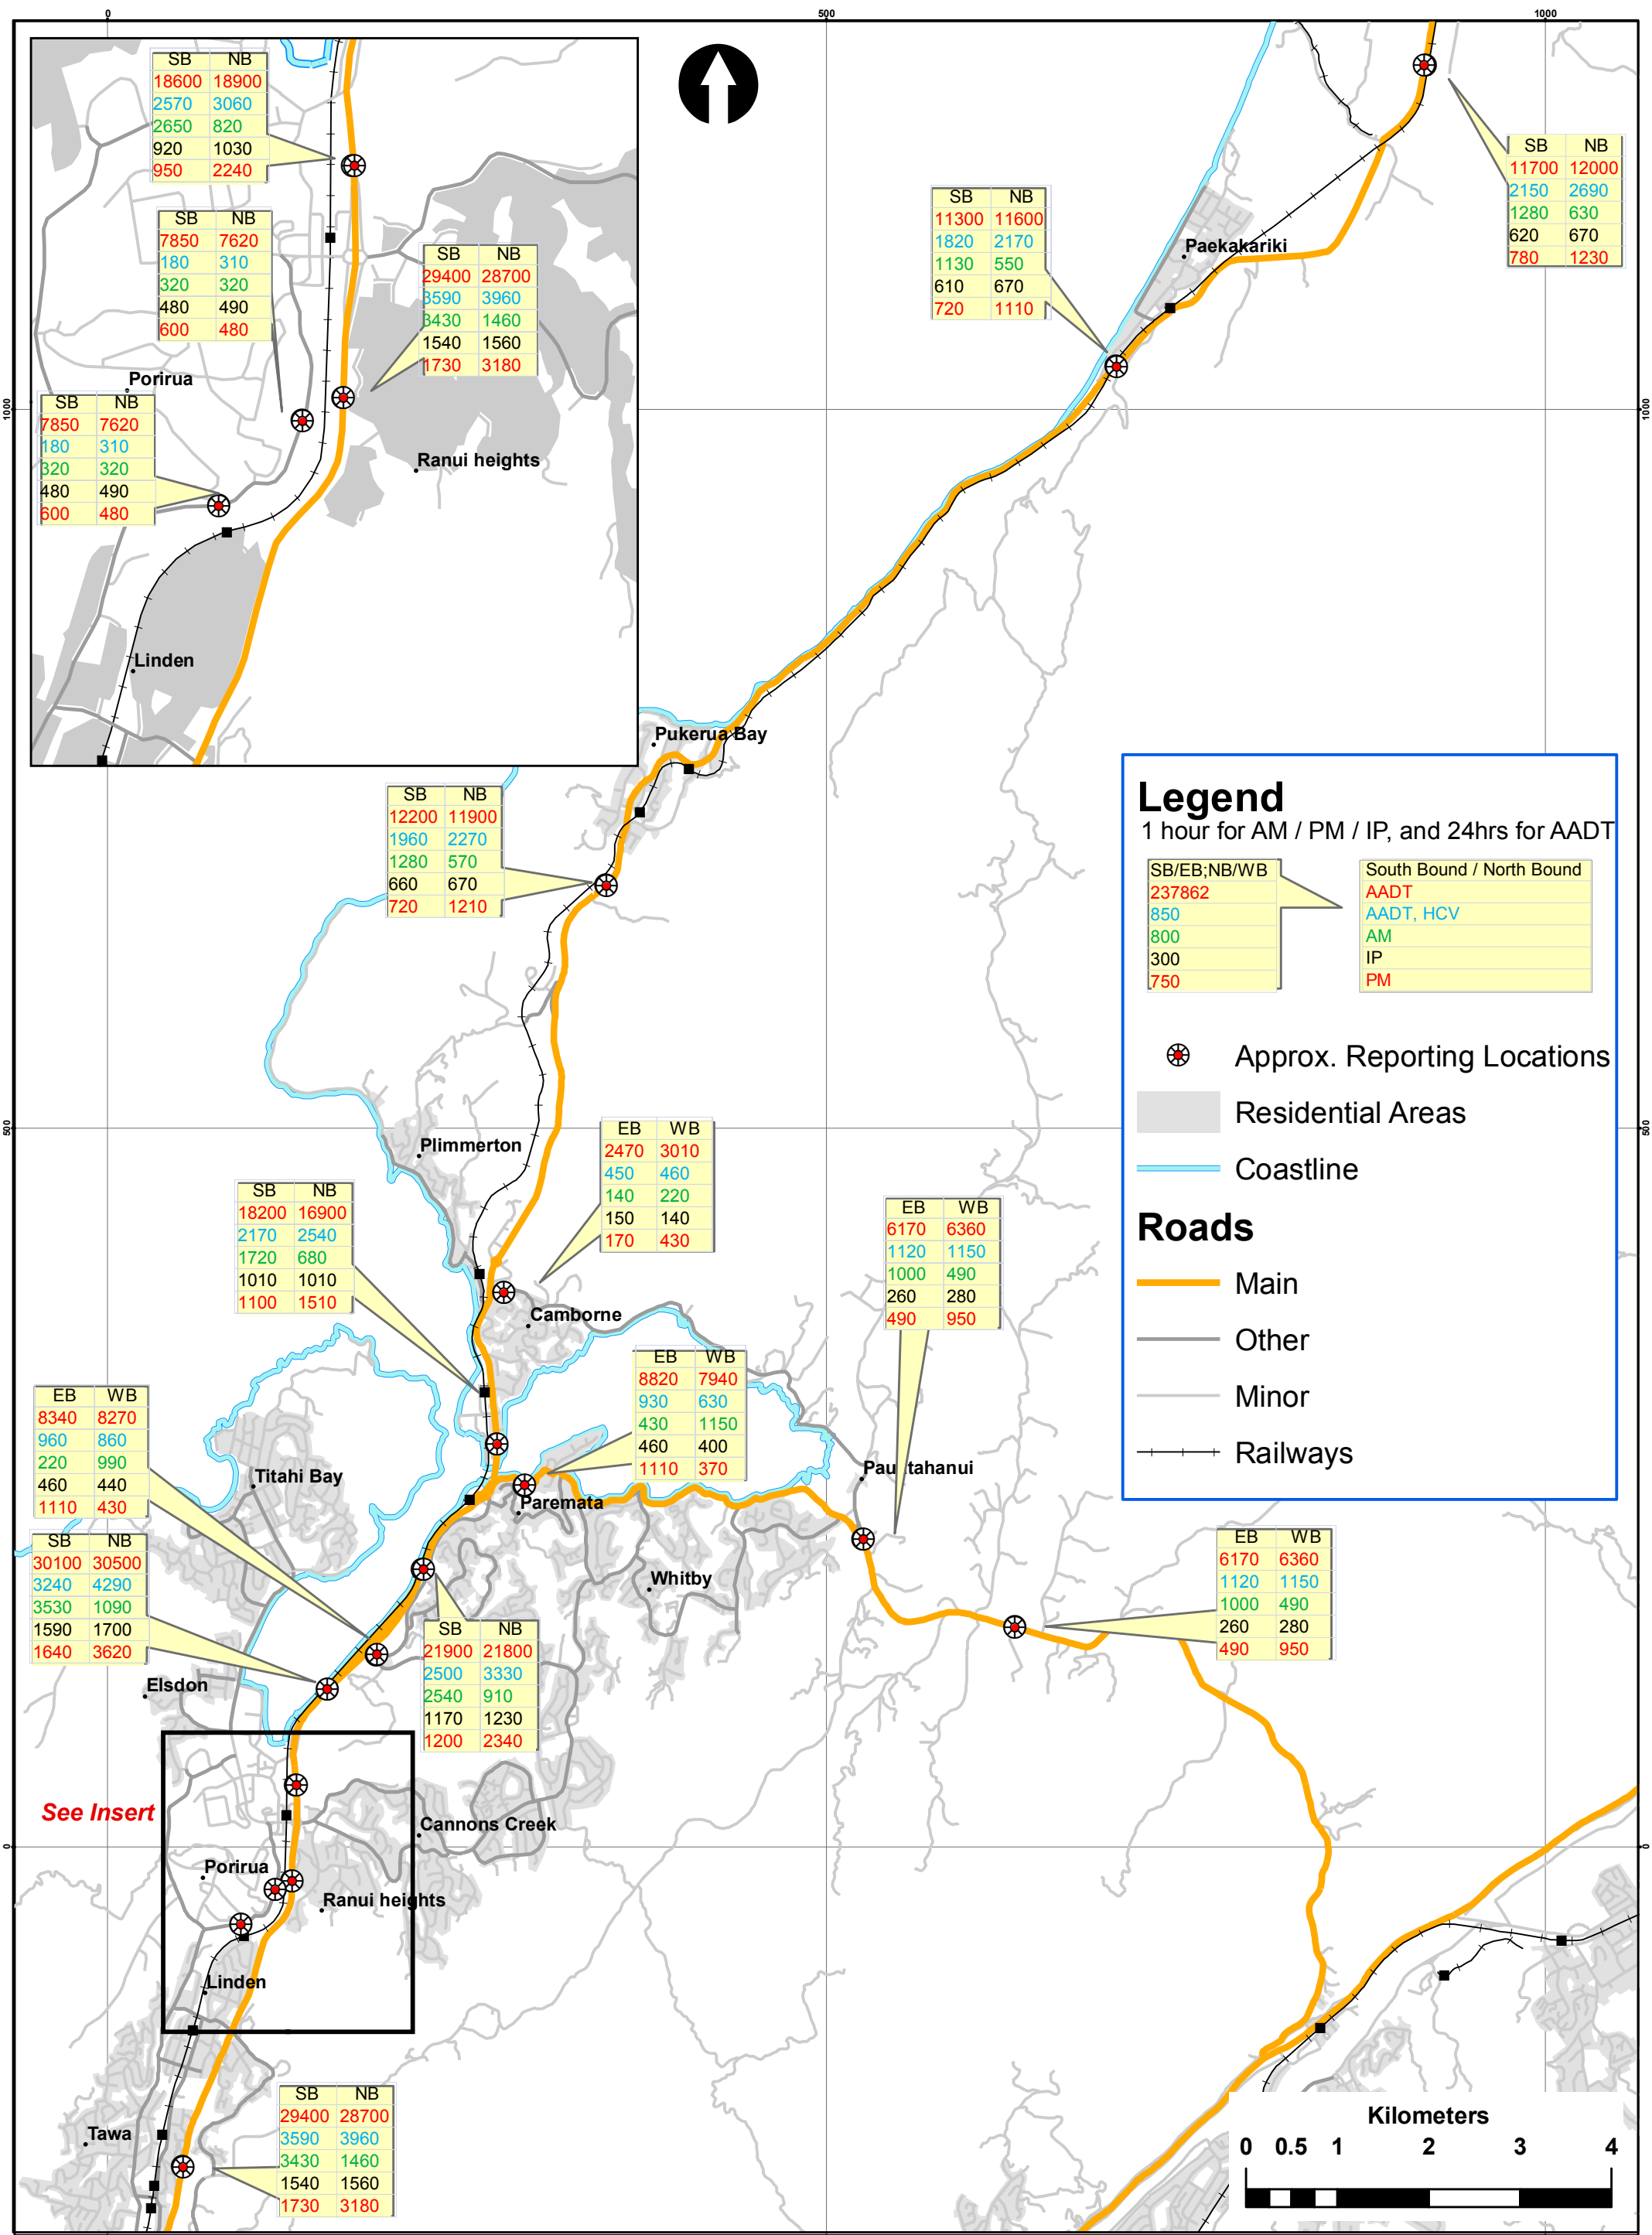 0 500 1000
SB NB
18600 18900
2570 3060
2650 820
920 1030
950 2240
SB NB
7850 7620
180 310
320 320
480 490
600 480
SB NB
29400 28700
3590 3960
3430 1460
1540 1560
1730 3180
Porirua
SB NB
7850 7620
180 310
320 320
480 490
600 480
Ranui heights
Linden
SB NB
11700 12000
2150 2690
1280 630
620 670
780 1230
SB NB
11300 11600
1820 2170
1130 550
610 670
720 1110
Paekakariki
1000 1000
Pukerua Bay
SB NB
12200 11900
1960 2270
1280 570
660 670
720 1210
Legend
1 hour for AM / PM / IP, and 24hrs for AADT
SB/EB;NB/WB
237862
850
800
300
750
South Bound / North Bound
AADT
AADT, HCV
AM
IP
PM
Approx. Reporting Locations
Residential Areas
Coastline
Roads
Main
Other
Minor
Railways
500 500
Plimmerton
EB WB
2470 3010
450 460
140 220
150 140
170 430
SB NB
18200 16900
2170 2540
1720 680
1010 1010
1100 1510
EB WB
6170 6360
1120 1150
1000 490
260 280
490 950
Camborne
EB WB
8820 7940
930 630
430 1150
460 400
1110 370
EB WB
8340 8270
960 860
220 990
460 440
1110 430
Titahi Bay
Paremata
SB NB
30100 30500
3240 4290
3530 1090
1590 1700
1640 3620
Whitby
EB WB
6170 6360
1120 1150
1000 490
260 280
490 950
SB NB
21900 21800
2500 3330
2540 910
1170 1230
1200 2340
Elsdon
See Insert
Cannons Creek
0 0
Porirua
Ranui heights
Linden
Tawa
SB NB
29400 28700
3590 3960
3430 1460
1540 1560
1730 3180
Kilometers
0 0.5 1 2 3 4